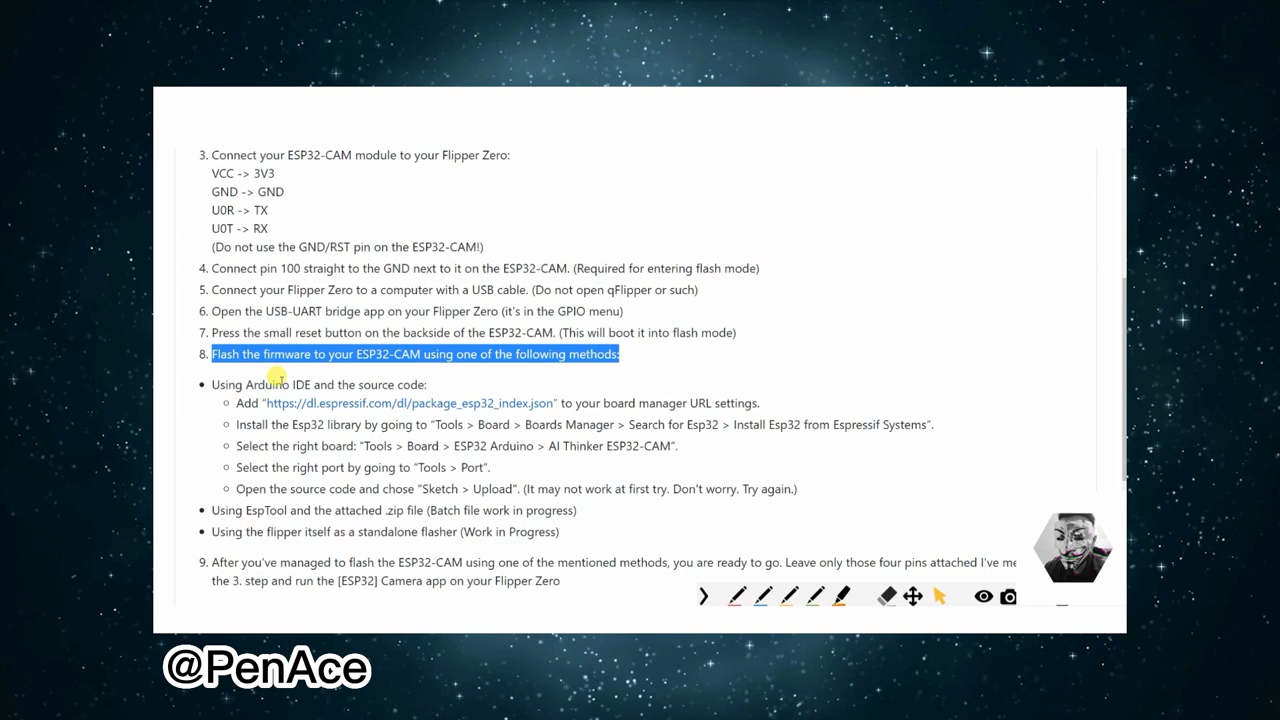 3. Connect your ESP32-CAM module to your Flipper Zero:
VCC -> 3V3
GND -> GND
U0R -> TX
U0T -> RX
(Do not use the GND/RST pin on the ESP32-CAM!)
4. Connect pin 100 straight to the GND next to it on the ESP32-CAM. (Required for entering flash mode)
5. Connect your Flipper Zero to a computer with a USB cable. (Do not open qFlipper or such)
6. Open the USB-UART bridge app on your Flipper Zero (it's in the GPIO menu)
7. Press the small reset button on the backside of the ESP32-CAM. (This will boot it into flash mode)
8. Flash the firmware to your ESP32-CAM using one of the following methods:
• Using Arduino IDE and the source code:
○ Add "https://dl.espressif.com/dl/package_esp32_index.json" to your board manager URL settings.
○ Install the Esp32 library by going to "Tools > Board > Boards Manager > Search for Esp32 > Install Esp32 from Espressif Systems".
○ Select the right board: "Tools > Board > ESP32 Arduino > AI Thinker ESP32-CAM".
○ Select the right port by going to "Tools > Port".
○ Open the source code and chose "Sketch > Upload". (It may not work at first try. Don't worry. Try again.)
• Using EspTool and the attached .zip file (Batch file work in progress)
• Using the flipper itself as a standalone flasher (Work in Progress)
9. After you've managed to flash the ESP32-CAM using one of the mentioned methods, you are ready to go. Leave only those four pins attached I've me
the 3. step and run the [ESP32] Camera app on your Flipper Zero
@PenAce